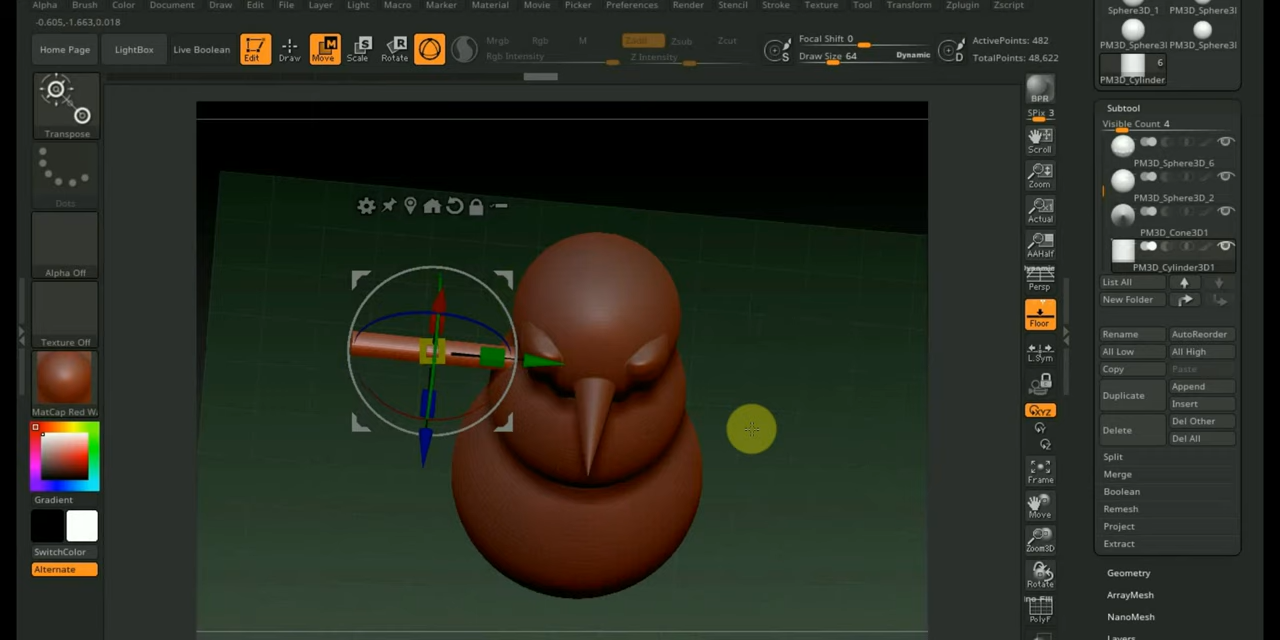 Alpha Brush Color Document Draw Edit File Layer Light Macro Marker Material Movie Picker Preferences Render Stencil Stroke Texture Tool Transform Zplugin Zscript
-0.605,-1.663,0.018
Home Page LightBox Live Boolean Edit Draw Move Scale Rotate
Mrgb Rgb M Zadd Zsub Zcut
Rgb Intensity Z Intensity
Focal Shift 0
Draw Size 64 Dynamic
S D
ActivePoints: 482
TotalPoints: 48,622
Transpose
Dots
Alpha Off
Texture Off
MatCap Red Wa
Gradient
SwitchColor
Alternate
BPR
SPix 3
Scroll
Zoom
Actual
AAHalf
Dynamic
Persp
Floor
L.Sym
XYZ
Frame
Move
Zoom3D
Rotate
PolyF
Sphere3D_1 PM3D_Sphere3I
PM3D_Sphere3I PM3D_Sphere3I
6
PM3D_Cylinder
Subtool
Visible Count 4
PM3D_Sphere3D_6
PM3D_Sphere3D_2
PM3D_Cone3D1
PM3D_Cylinder3D1
List All
New Folder
Rename AutoReorder
All Low All High
Copy Paste
Duplicate Append
Insert
Delete Del Other
Del All
Split
Merge
Boolean
Remesh
Project
Extract
Geometry
ArrayMesh
NanoMesh
Layers